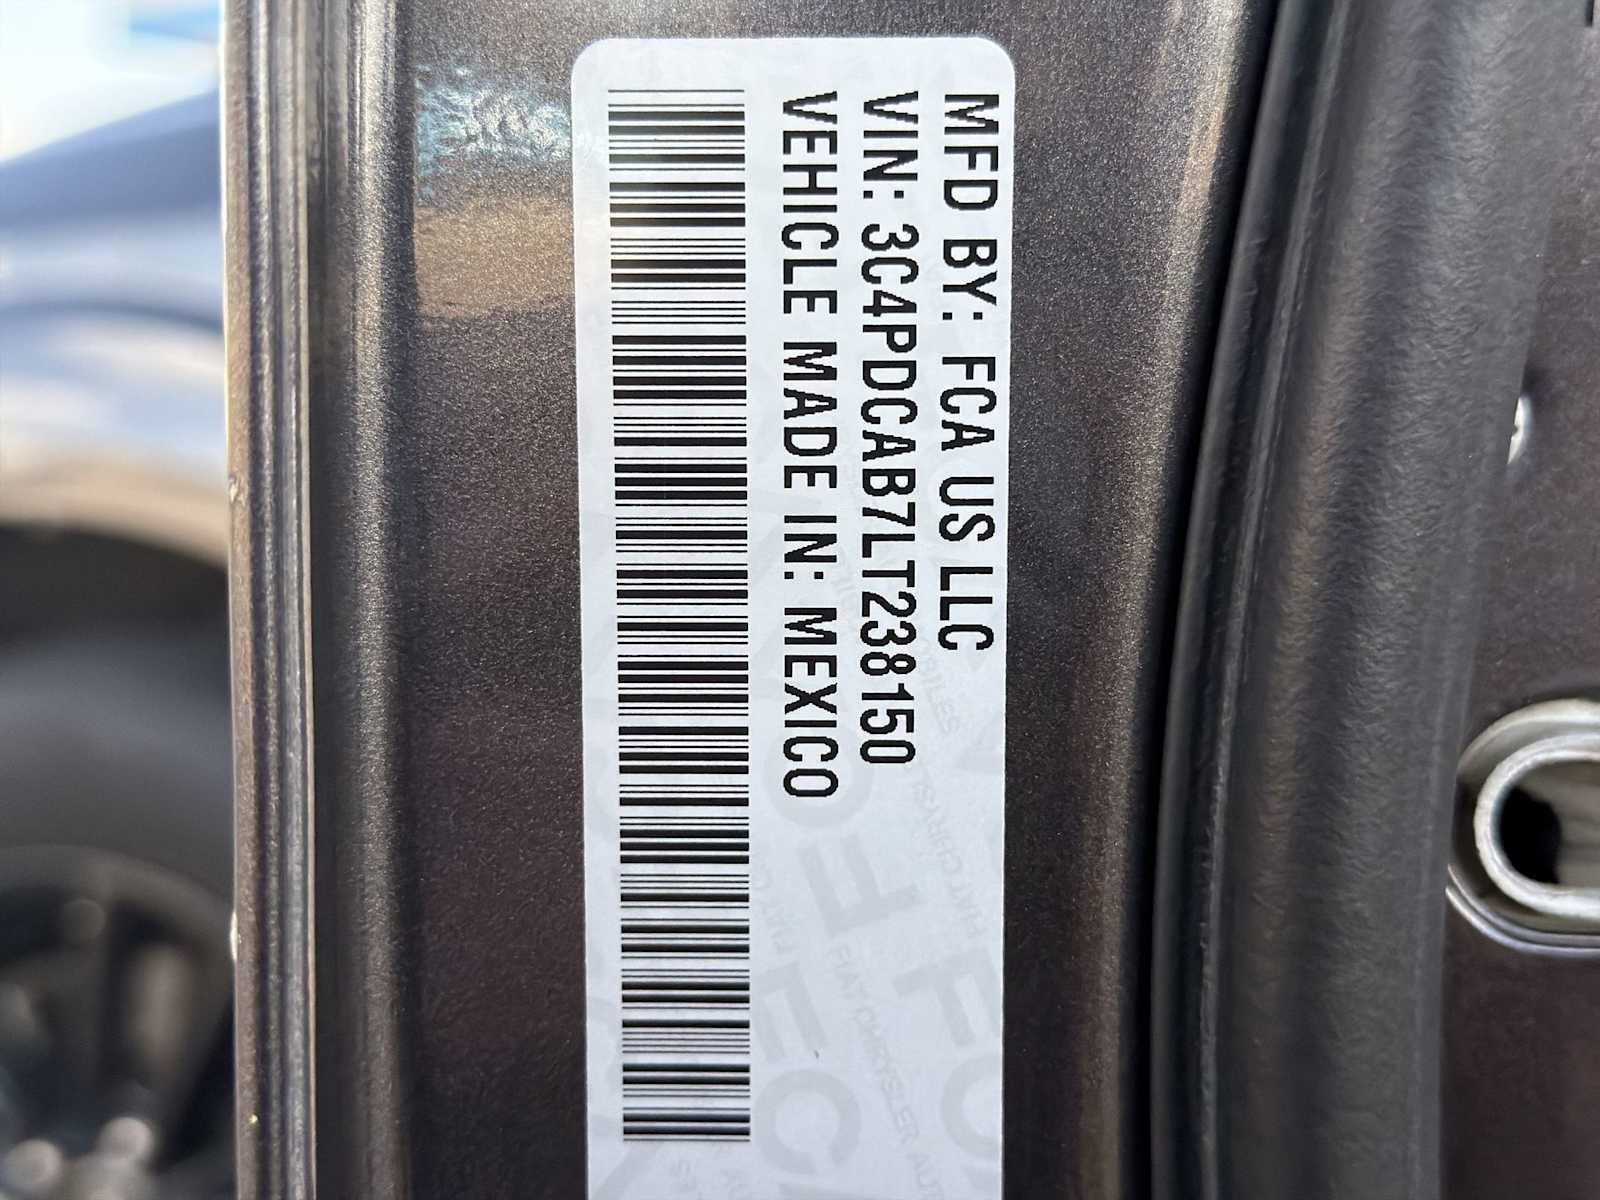 MFD BY: FCA US LLC
VIN: 3C4PDCAB7LT238150
VEHICLE MADE IN: MEXICO